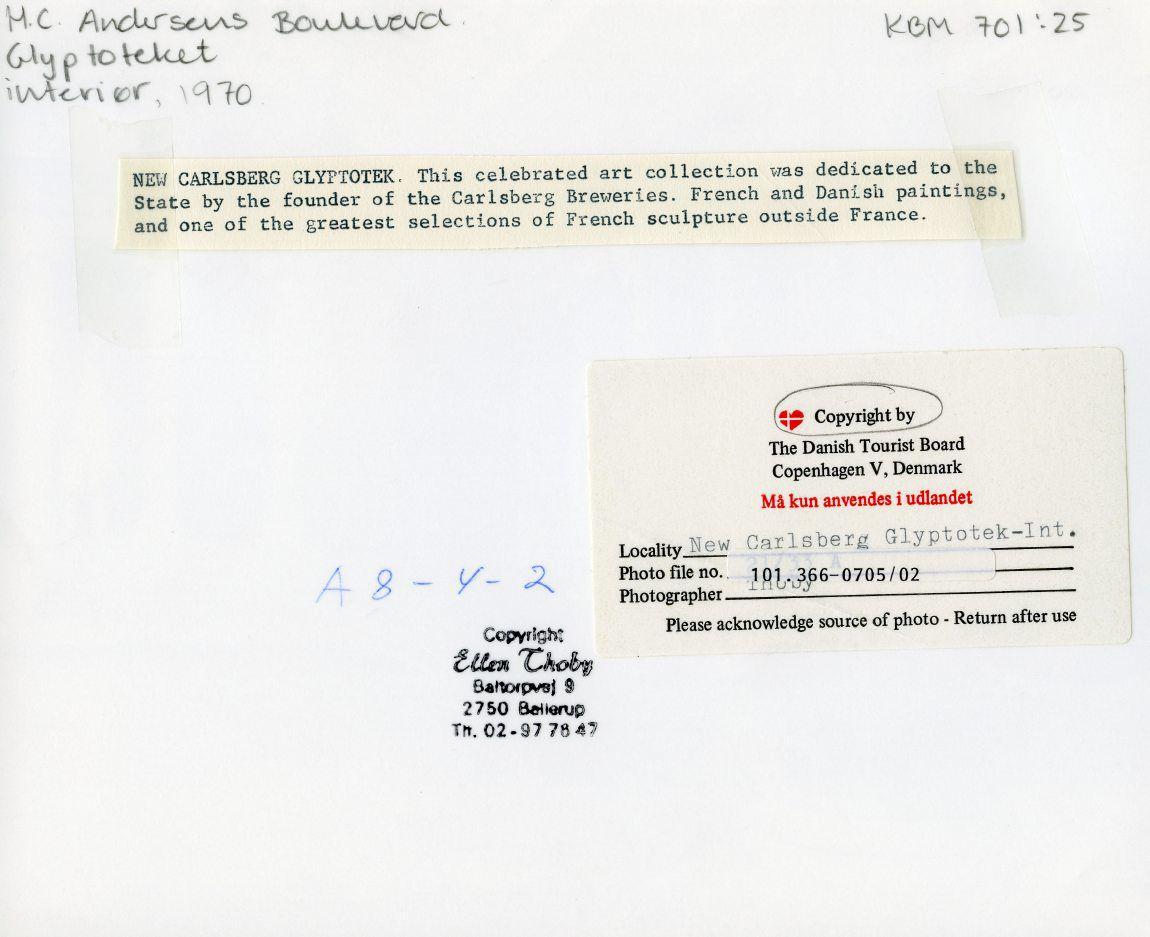 H.C. Andersens Boulevard.
Glyptoteket
interior, 1970.
KBM 701:25
NEW CARLSBERG GLYPTOTEK. This celebrated art collection was dedicated to the
State by the founder of the Carlsberg Breweries. French and Danish paintings,
and one of the greatest selections of French sculpture outside France.
Copyright by
The Danish Tourist Board
Copenhagen V, Denmark
Må kun anvendes i udlandet
Locality New Carlsberg Glyptotek-Int.
Photo file no. 101.366-0705/02
Photographer Thoby
Please acknowledge source of photo - Return after use
A 8 - 4 - 2
Copyright
Ellen Thoby
Baltorpvej 9
2750 Ballerup
Tlf. 02-97 78 47